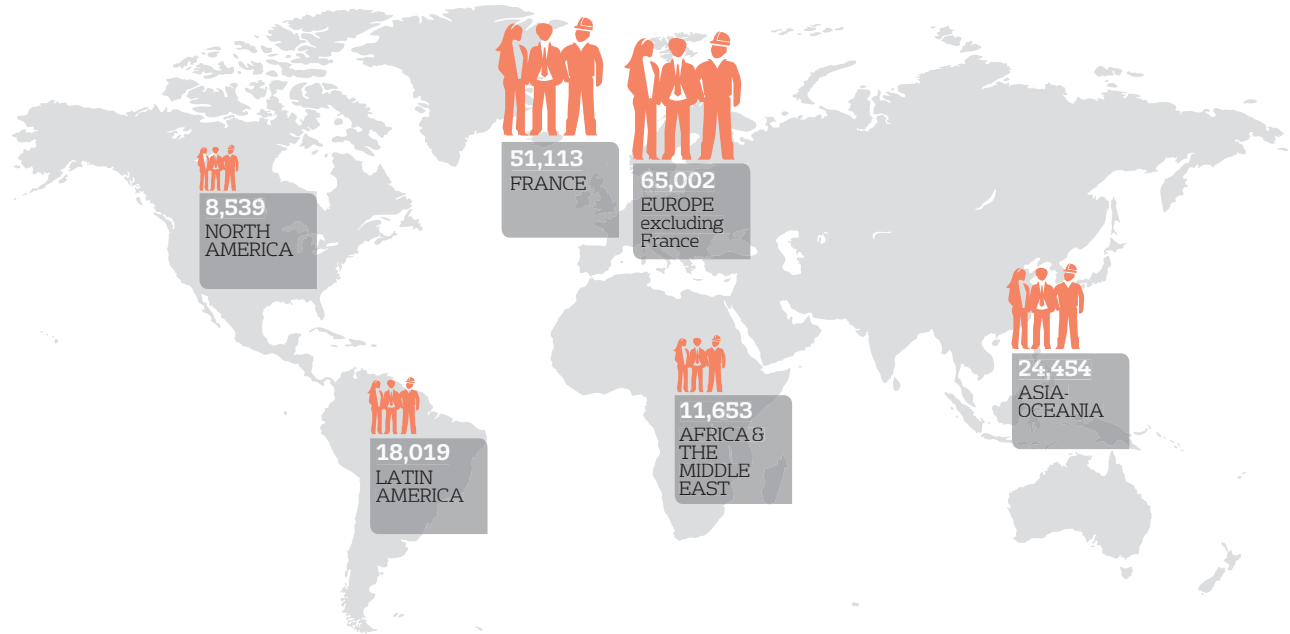 51,113
FRANCE
65,002
EUROPE
excluding
France
8,539
NORTH
AMERICA
24,454
ASIA-
OCEANIA
11,653
AFRICA &
THE
MIDDLE
EAST
18,019
LATIN
AMERICA